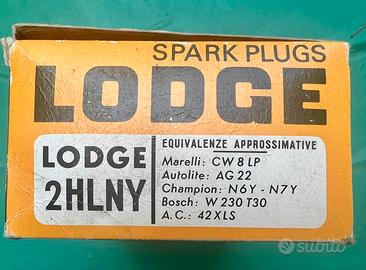 SPARK PLUGS
LODGE
LODGE
2HLNY
EQUIVALENZE APPROSSIMATIVE
Marelli: CW 8 LP
Autolite: AG 22
Champion: N6Y - N7Y
Bosch: W 230 T30
A.C.: 42XLS
subito